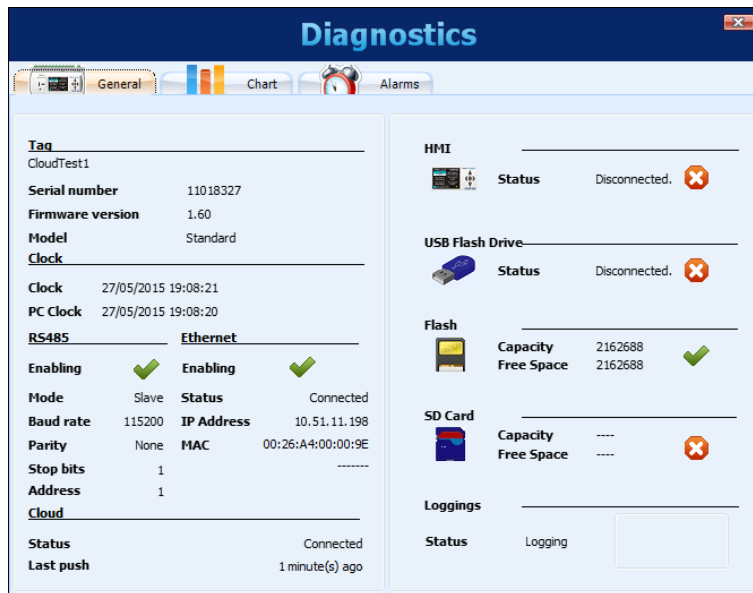 Diagnostics
General Chart Alarms
Tag
CloudTest1
Serial number 11018327
Firmware version 1.60
Model Standard
Clock
Clock 27/05/2015 19:08:21
PC Clock 27/05/2015 19:08:20
RS485 Ethernet
Enabling Enabling
Mode Slave Status Connected
Baud rate 115200 IP Address 10.51.11.198
Parity None MAC 00:26:A4:00:00:9E
Stop bits 1 -------
Address 1
Cloud
Status Connected
Last push 1 minute(s) ago
HMI
Status Disconnected.
USB Flash Drive
Status Disconnected.
Flash
Capacity 2162688
Free Space 2162688
SD Card
Capacity ----
Free Space ----
Loggings
Status Logging